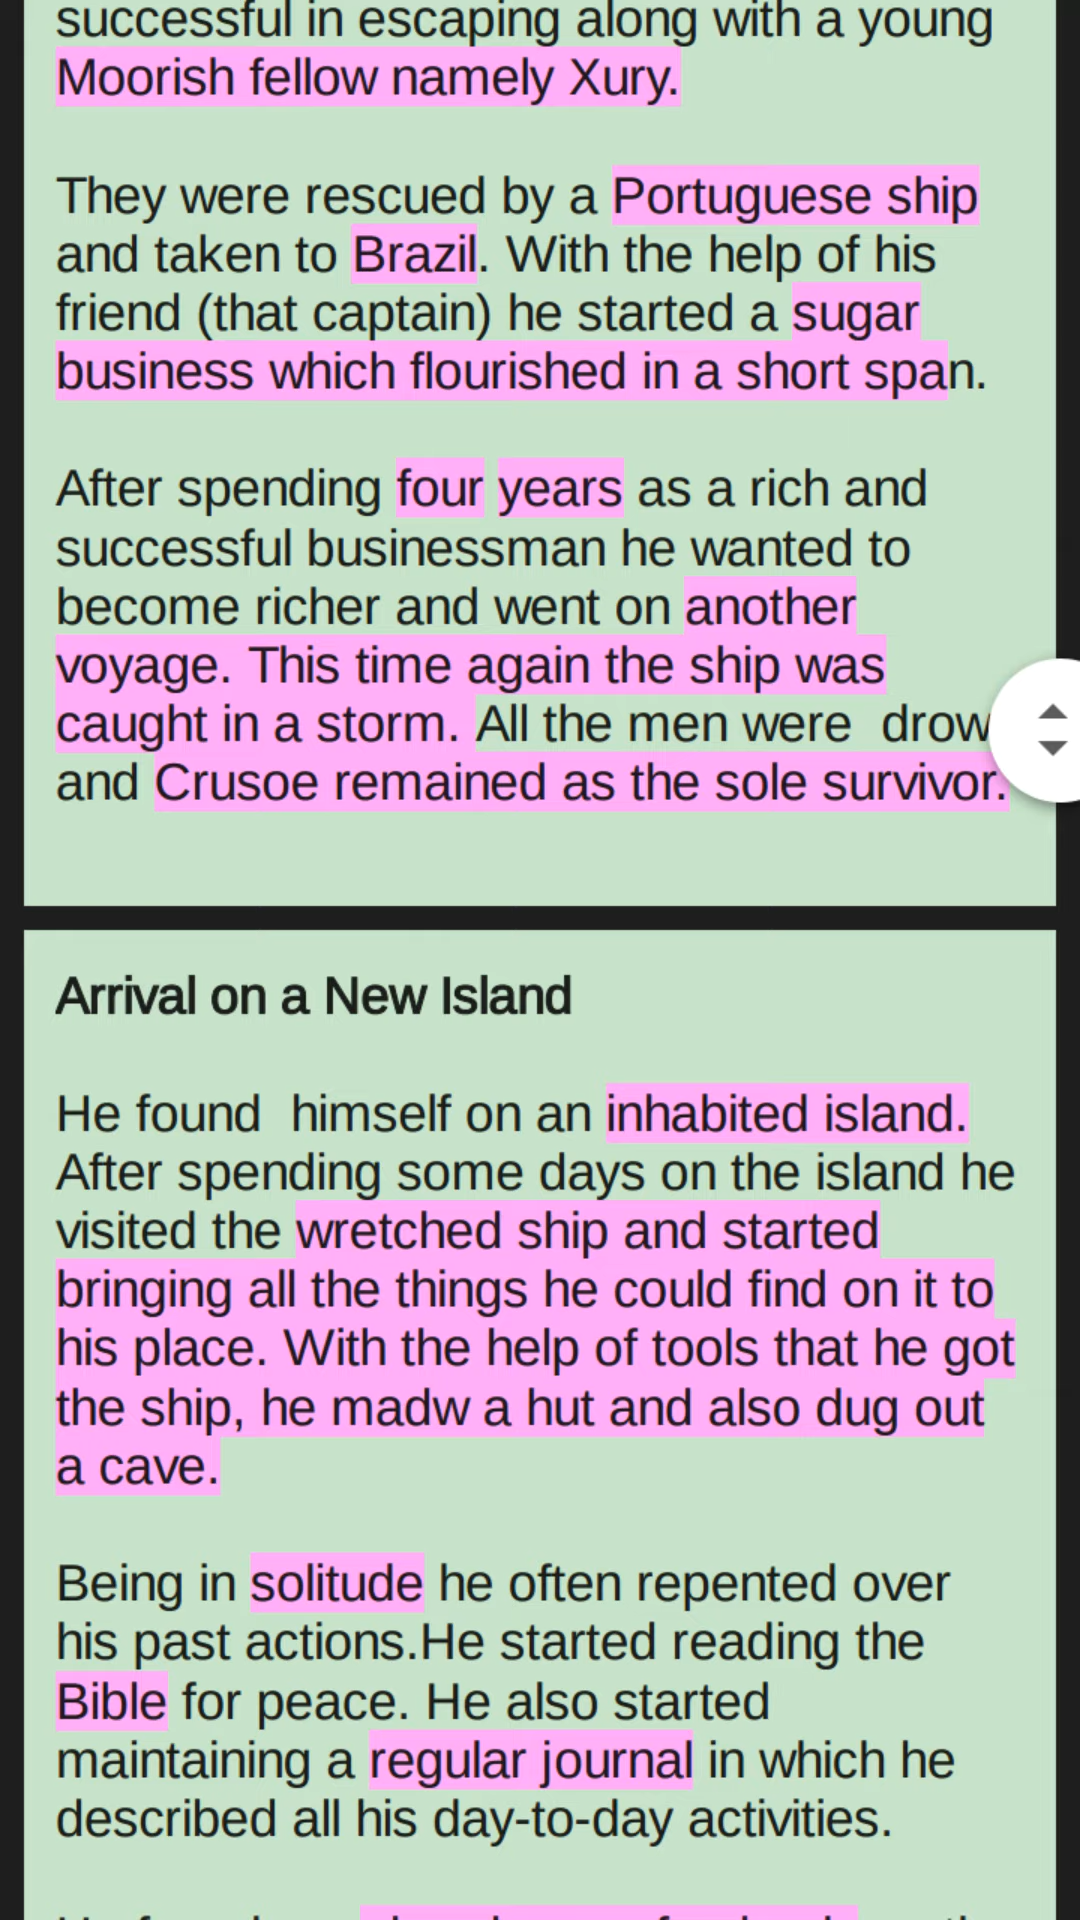 successful in escaping along with a young
Moorish fellow namely Xury.
They were rescued by a Portuguese ship
and taken to Brazil. With the help of his
friend (that captain) he started a sugar
business which flourished in a short span.
After spending four years as a rich and
successful businessman he wanted to
become richer and went on another
voyage. This time again the ship was
caught in a storm. All the men were drow
and Crusoe remained as the sole survivor.
Arrival on a New Island
He found himself on an inhabited island.
After spending some days on the island he
visited the wretched ship and started
bringing all the things he could find on it to
his place. With the help of tools that he got
the ship, he madw a hut and also dug out
a cave.
Being in solitude he often repented over
his past actions.He started reading the
Bible for peace. He also started
maintaining a regular journal in which he
described all his day-to-day activities.